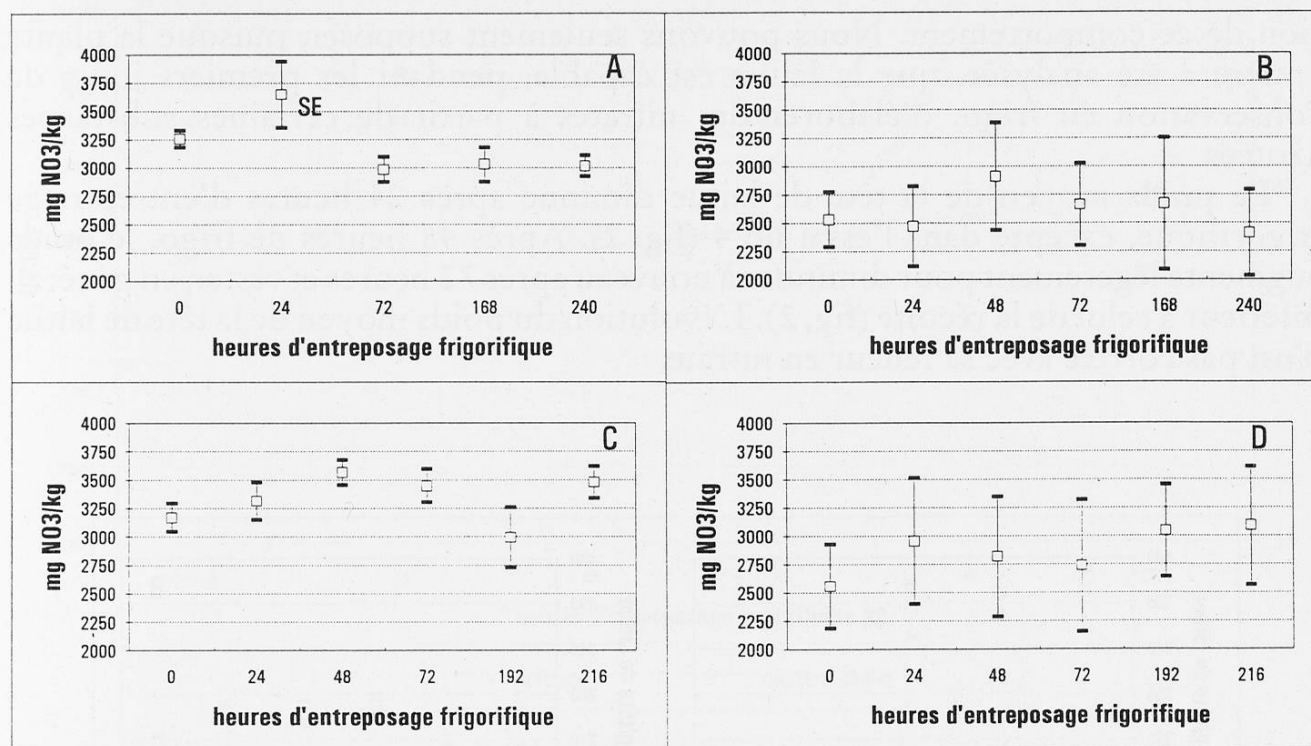 A
mg NO3/kg
4000
3750
3500
3250
3000
2750
2500
2250
2000
SE
0 24 72 168 240
heures d'entreposage frigorifique
B
mg NO3/kg
4000
3750
3500
3250
3000
2750
2500
2250
2000
0 24 48 72 168 240
heures d'entreposage frigorifique
C
mg NO3/kg
4000
3750
3500
3250
3000
2750
2500
2250
2000
0 24 48 72 192 216
heures d'entreposage frigorifique
D
mg NO3/kg
4000
3750
3500
3250
3000
2750
2500
2250
2000
0 24 48 72 192 216
heures d'entreposage frigorifique